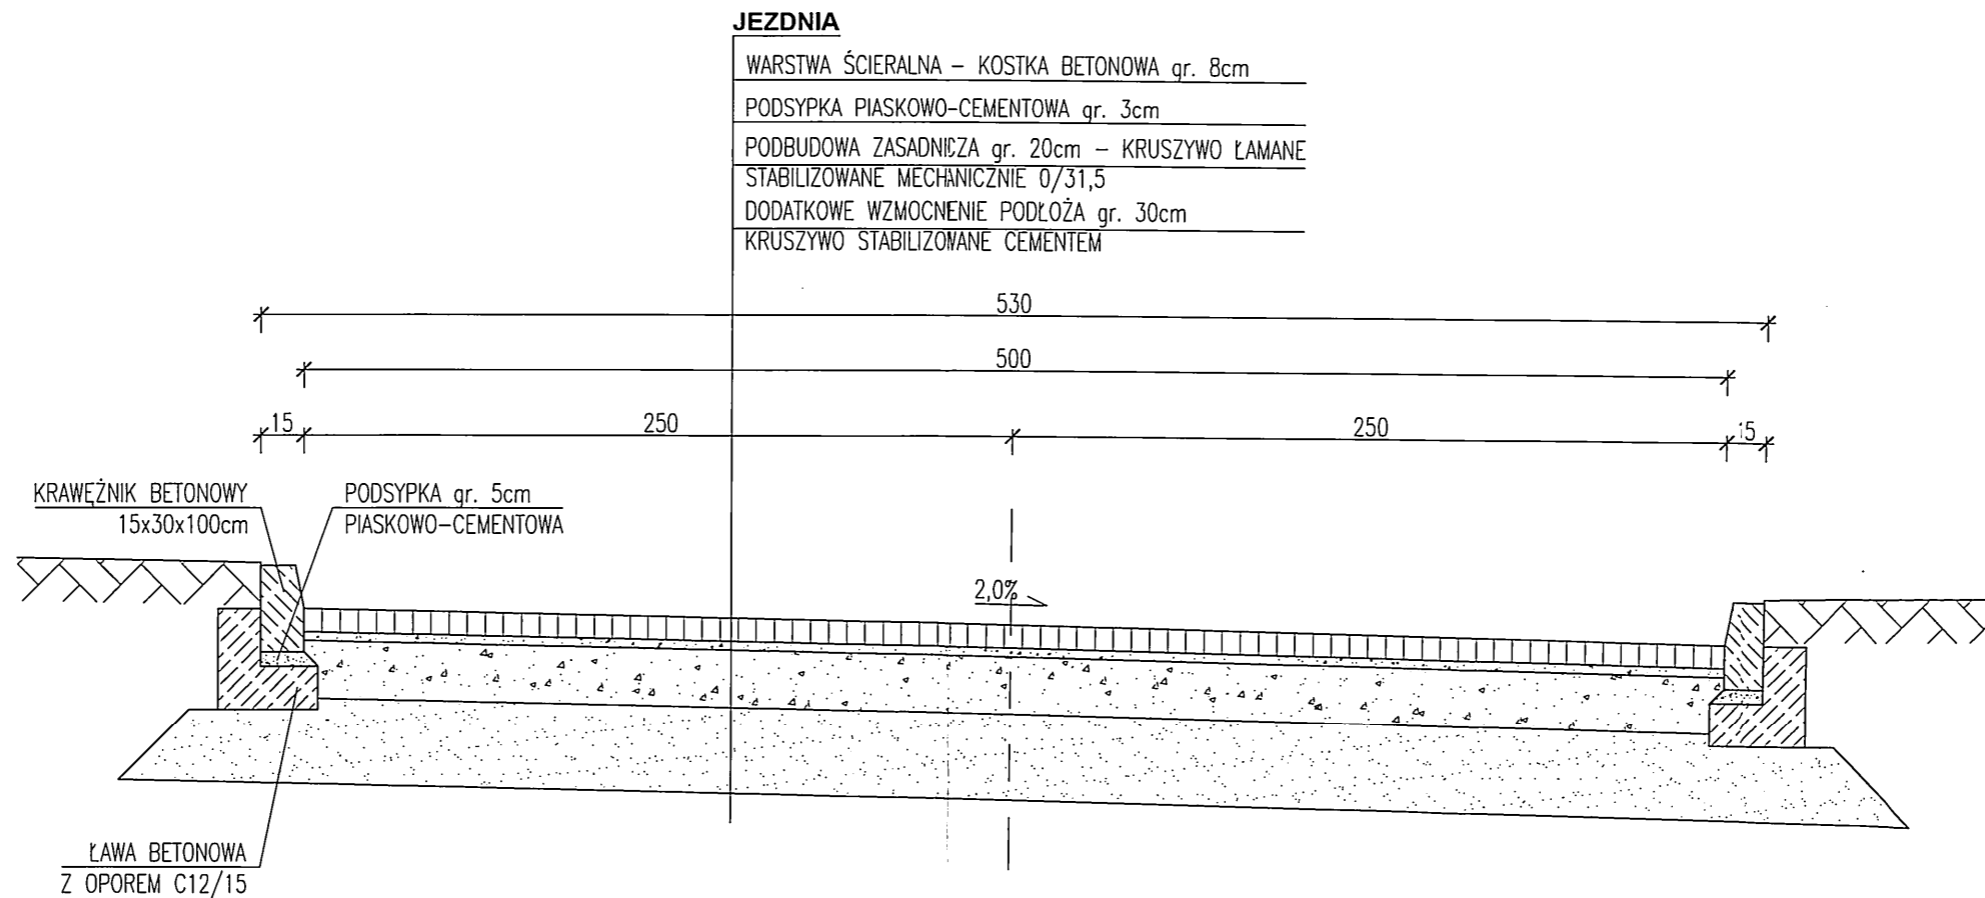 JEZDNIA
WARSTWA ŚCIERALNA – KOSTKA BETONOWA gr. 8cm
PODSYPKA PIASKOWO-CEMENTOWA gr. 3cm
PODBUDOWA ZASADNICZA gr. 20cm – KRUSZYWO ŁAMANE
STABILIZOWANE MECHANICZNIE 0/31,5
DODATKOWE WZMOCNENIE PODŁOŻA gr. 30cm
KRUSZYWO STABILIZOWANE CEMENTEM
530
500
15 250 250 15
KRAWĘŻNIK BETONOWY
15x30x100cm
PODSYPKA gr. 5cm
PIASKOWO-CEMENTOWA
2,0%
ŁAWA BETONOWA
Z OPOREM C12/15